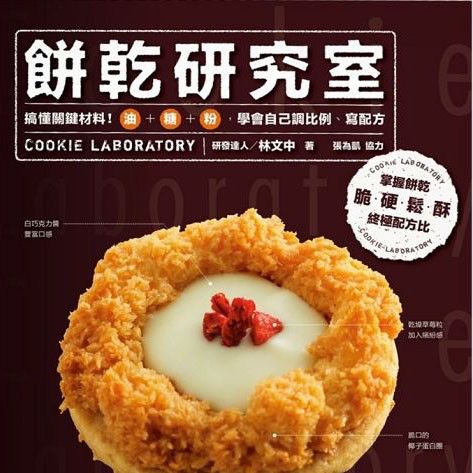 餅乾研究室
搞懂關鍵材料！油＋糖＋粉，學會自己調比例、寫配方
COOKIE LABORATORY 研發達人／林文中 著 張為凱 協力
COOKIE LABORATORY
掌握餅乾
脆·硬·鬆·酥
終極配方比
COOKIE-LABORATORY
白巧克力醬
豐富口感
乾燥草莓粒
加入繽紛感
脆口的
椰子蛋白圈